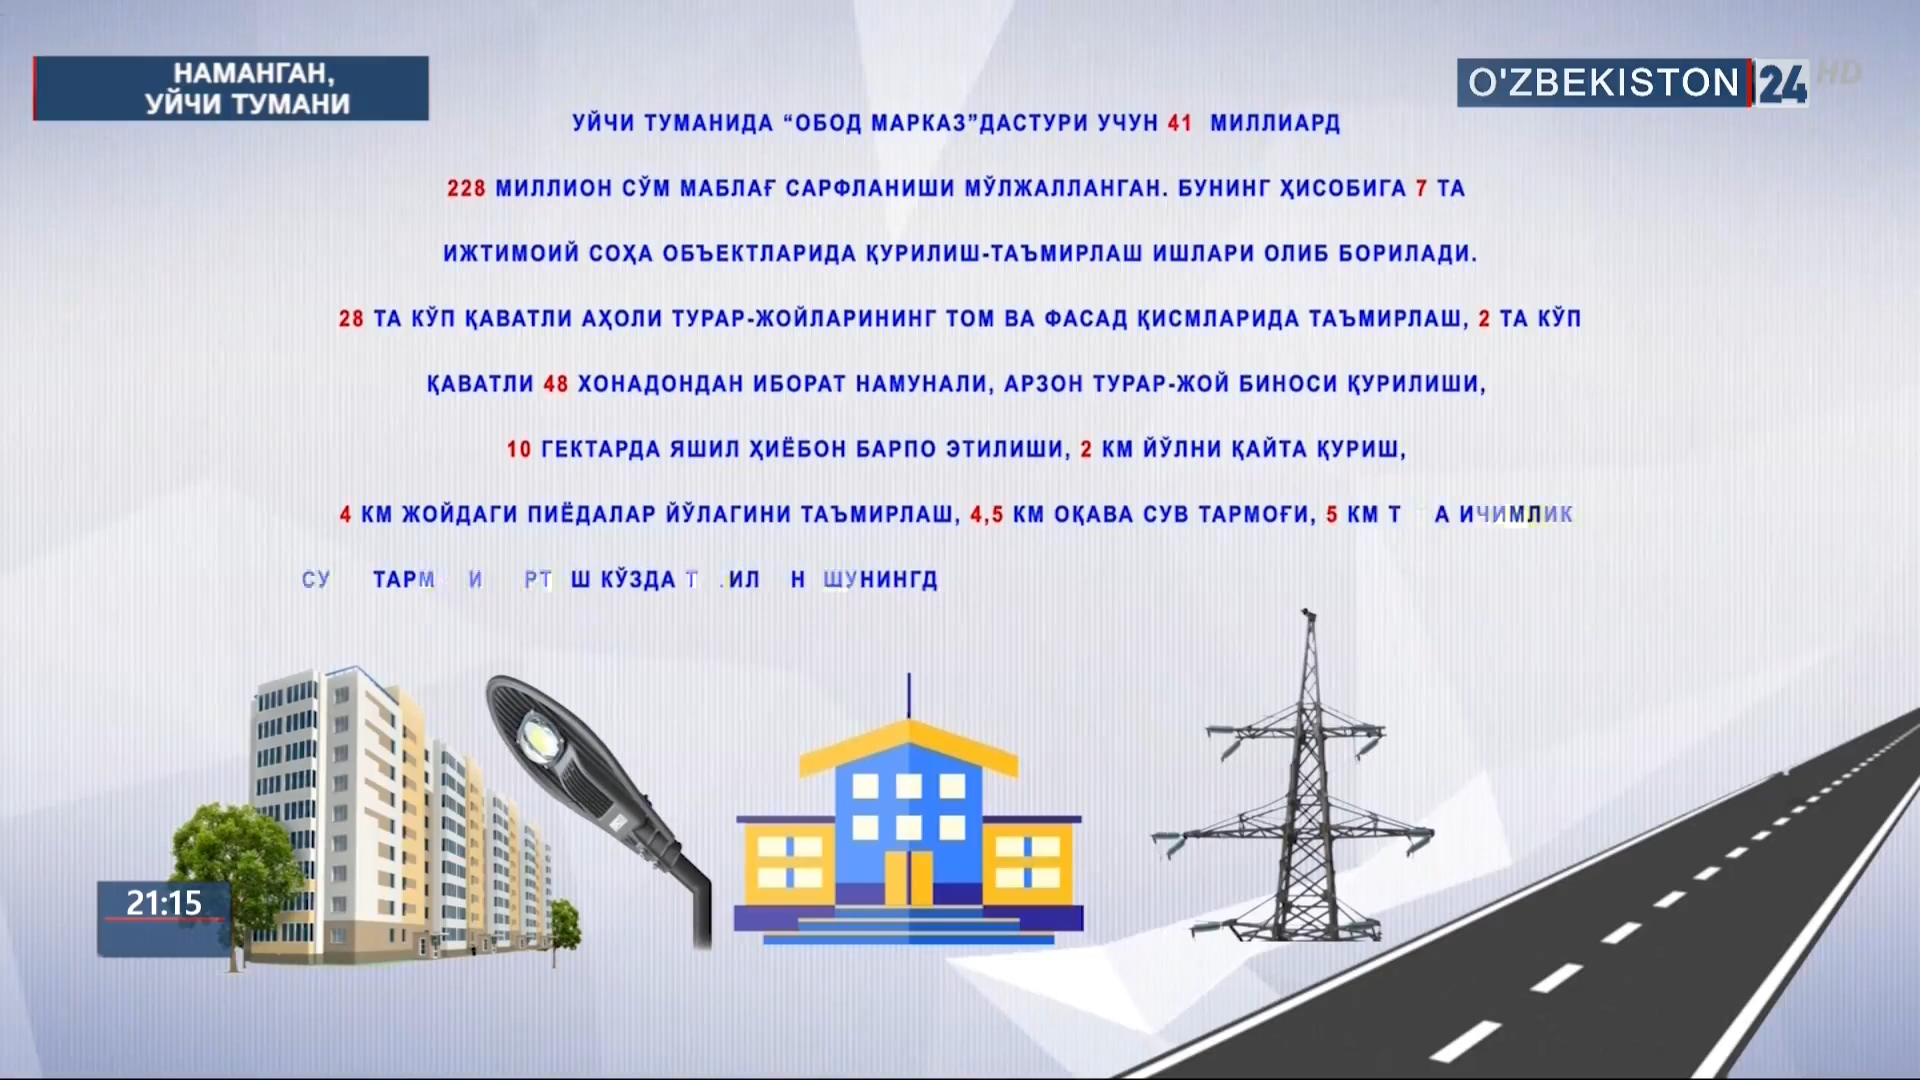 НАМАНГАН,
УЙЧИ ТУМАНИ
O'ZBEKISTON 24 HD
УЙЧИ ТУМАНИДА “ОБОД МАРКАЗ”ДАСТУРИ УЧУН 41 МИЛЛИАРД
228 МИЛЛИОН СЎМ МАБЛАҒ САРФЛАНИШИ МЎЛЖАЛЛАНГАН. БУНИНГ ҲИСОБИГА 7 ТА
ИЖТИМОИЙ СОҲА ОБЪЕКТЛАРИДА ҚУРИЛИШ-ТАЪМИРЛАШ ИШЛАРИ ОЛИБ БОРИЛАДИ.
28 ТА КЎП ҚАВАТЛИ АҲОЛИ ТУРАР-ЖОЙЛАРИНИНГ ТОМ ВА ФАСАД ҚИСМЛАРИДА ТАЪМИРЛАШ, 2 ТА КЎП
ҚАВАТЛИ 48 ХОНАДОНДАН ИБОРАТ НАМУНАЛИ, АРЗОН ТУРАР-ЖОЙ БИНОСИ ҚУРИЛИШИ,
10 ГЕКТАРДА ЯШИЛ ҲИЁБОН БАРПО ЭТИЛИШИ, 2 КМ ЙЎЛНИ ҚАЙТА ҚУРИШ,
4 КМ ЖОЙДАГИ ПИЁДАЛАР ЙЎЛАГИНИ ТАЪМИРЛАШ, 4,5 КМ ОҚАВА СУВ ТАРМОҒИ, 5 КМ ИЧИМЛИК
КЎЗДА
21:15